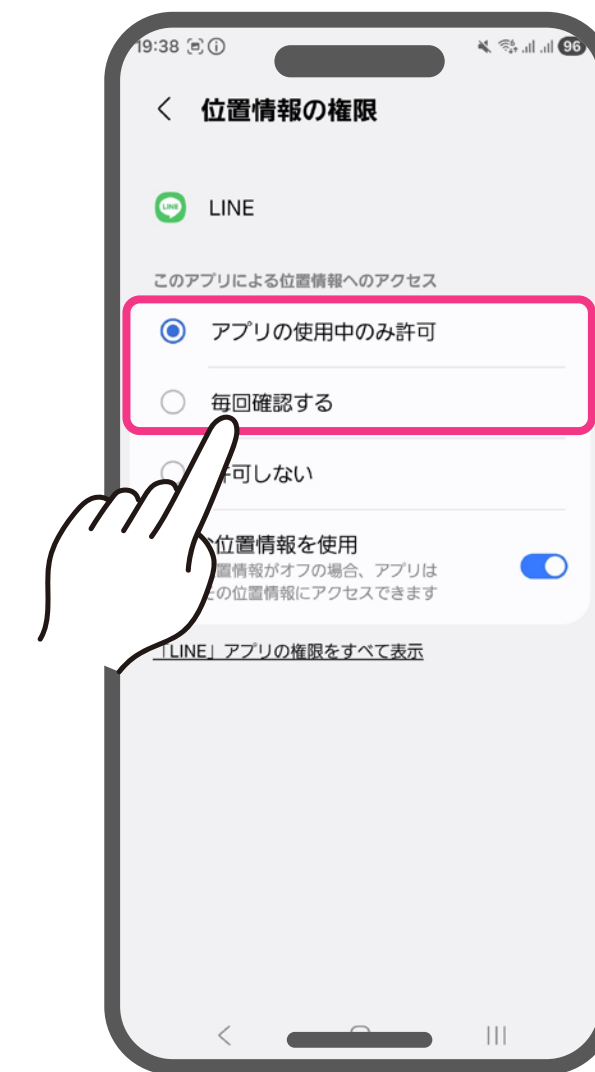 19:38
96
位置情報の権限
LINE
LINE
このアプリによる位置情報へのアクセス
アプリの使用中のみ許可
毎回確認する
可しない
位置情報を使用
置情報がオフの場合、アプリは
の位置情報にアクセスできます
「LINE」アプリの権限をすべて表示